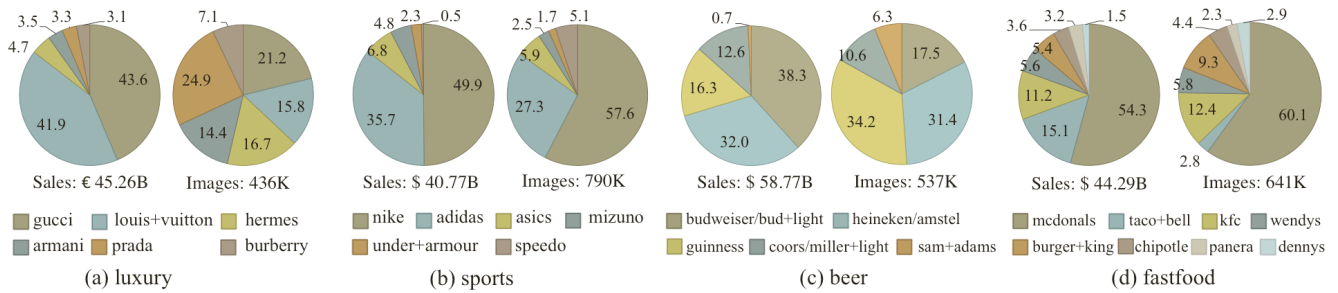 3.5 3.3 3.1
4.7
43.6
41.9
Sales: € 45.26B
7.1
21.2
24.9
15.8
14.4
16.7
Images: 436K
gucci louis+vuitton hermes
armani prada burberry
(a) luxury
4.8 2.3 0.5
6.8
49.9
35.7
Sales: $ 40.77B
2.5 1.7 5.1
5.9
27.3
57.6
Images: 790K
nike adidas asics mizuno
under+armour speedo
(b) sports
0.7
12.6
38.3
16.3
32.0
Sales: $ 58.77B
6.3
10.6
17.5
34.2
31.4
Images: 537K
budweiser/bud+light heineken/amstel
guinness coors/miller+light sam+adams
(c) beer
3.6 3.2 1.5
5.4
5.6
11.2
54.3
15.1
Sales: $ 44.29B
4.4 2.3 2.9
9.3
5.8
12.4
60.1
2.8
Images: 641K
mcdonals taco+bell kfc wendys
burger+king chipotle panera dennys
(d) fastfood